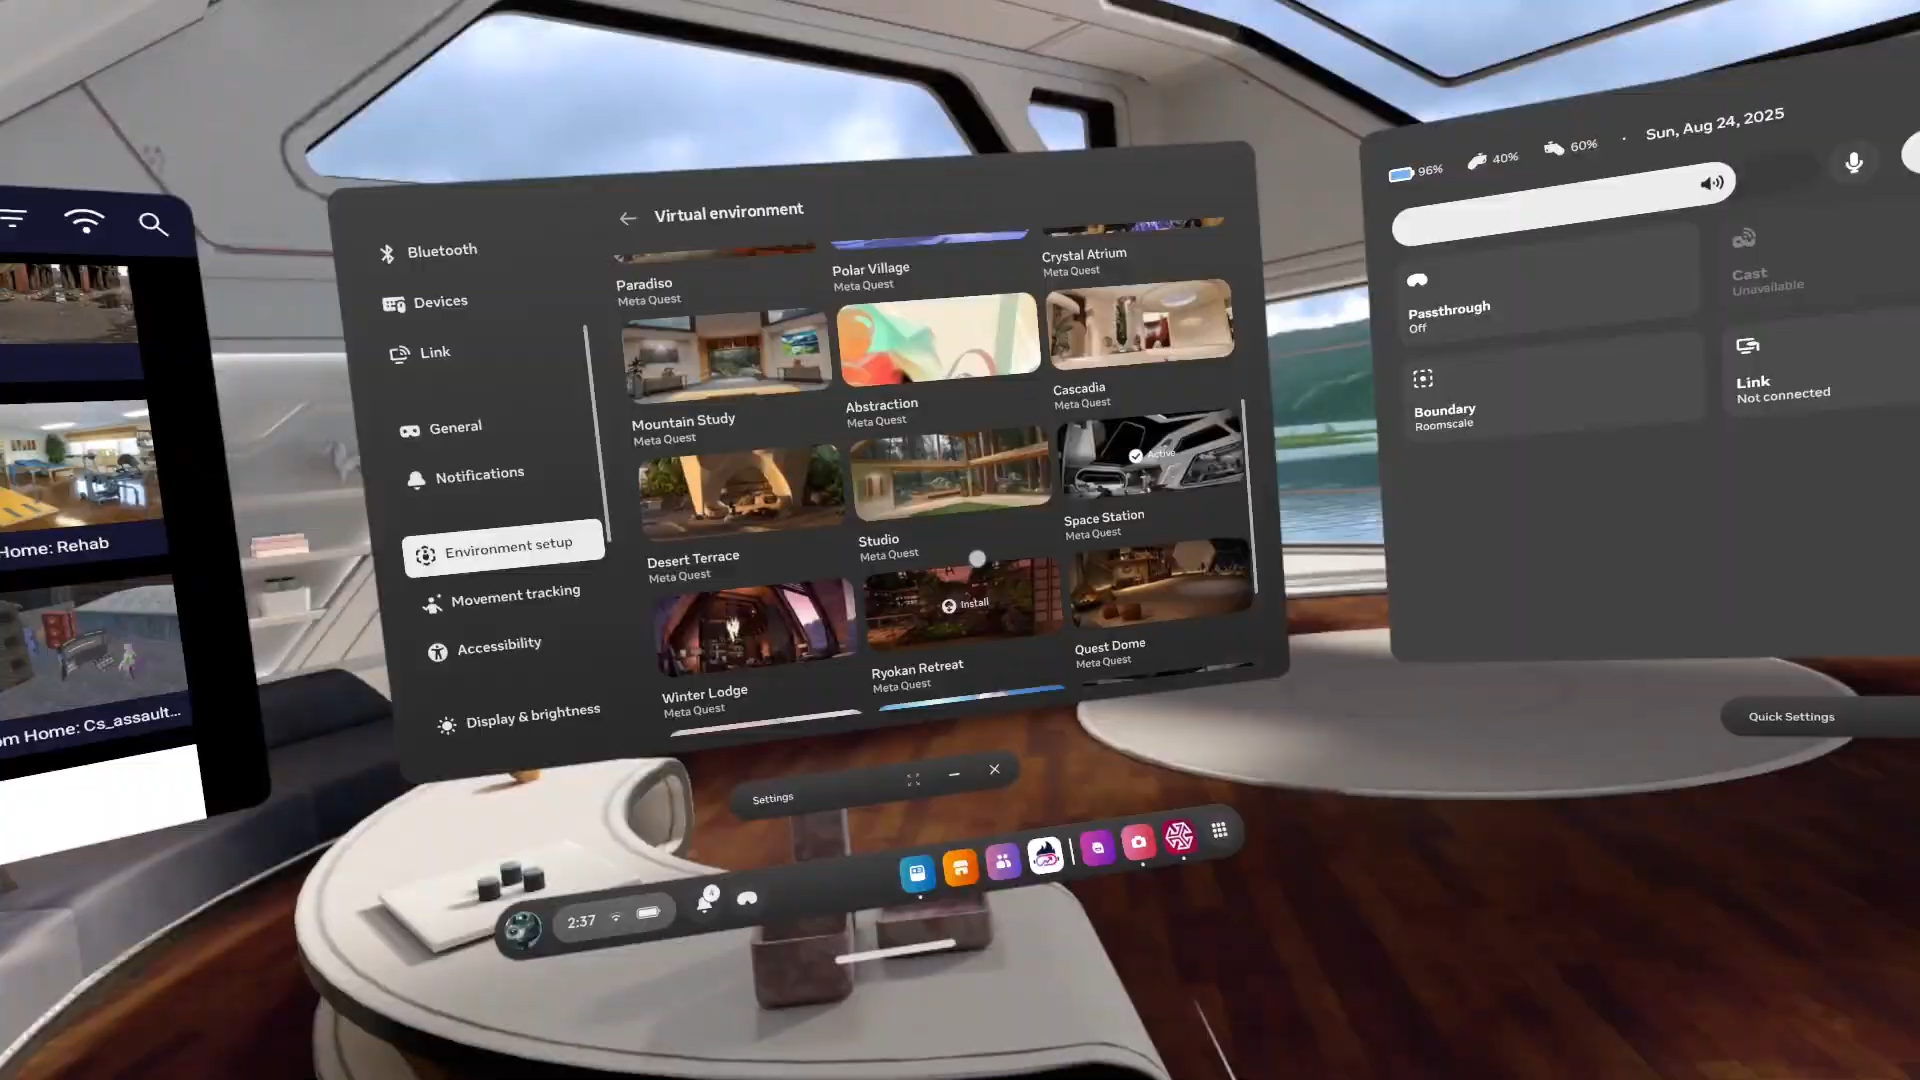 Home: Rehab
om Home: Cs_assault...
Bluetooth
Devices
Link
General
Notifications
Environment setup
Movement tracking
Accessibility
Display & brightness
Virtual environment
Paradiso
Meta Quest
Polar Village
Meta Quest
Crystal Atrium
Meta Quest
Mountain Study
Meta Quest
Abstraction
Meta Quest
Cascadia
Meta Quest
Desert Terrace
Meta Quest
Studio
Meta Quest
Active
Space Station
Meta Quest
Winter Lodge
Meta Quest
Install
Ryokan Retreat
Meta Quest
Quest Dome
Meta Quest
Settings
2:37
4
96%
40%
60%
· Sun, Aug 24, 2025
Passthrough
Off
Cast
Unavailable
Boundary
Roomscale
Link
Not connected
Quick Settings